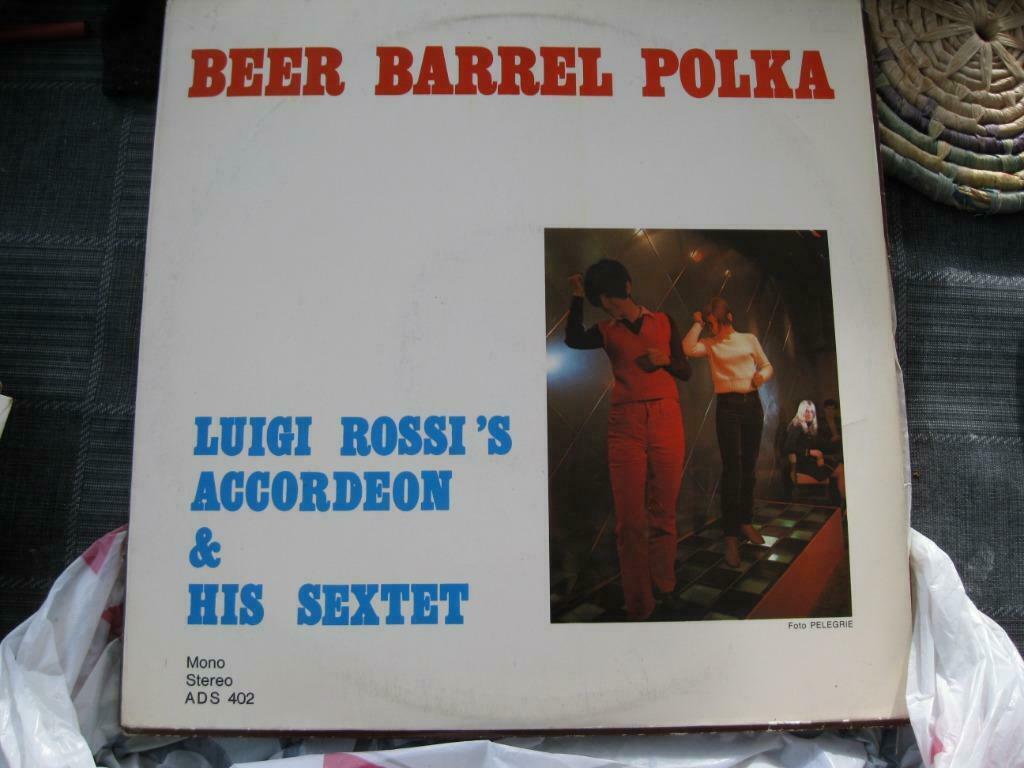 BEER BARREL POLKA
LUIGI ROSSI'S
ACCORDEON
&
HIS SEXTET
Foto PELEGRIE
Mono
Stereo
ADS 402